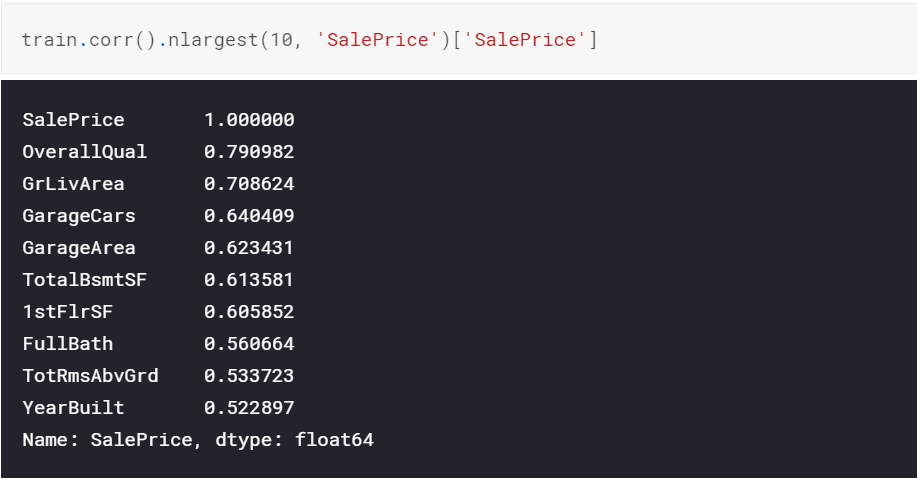 train.corr().nlargest(10, 'SalePrice')['SalePrice']
SalePrice       1.000000
OverallQual     0.790982
GrLivArea       0.708624
GarageCars      0.640409
GarageArea      0.623431
TotalBsmtSF     0.613581
1stFlrSF        0.605852
FullBath        0.560664
TotRmsAbvGrd    0.533723
YearBuilt       0.522897
Name: SalePrice, dtype: float64